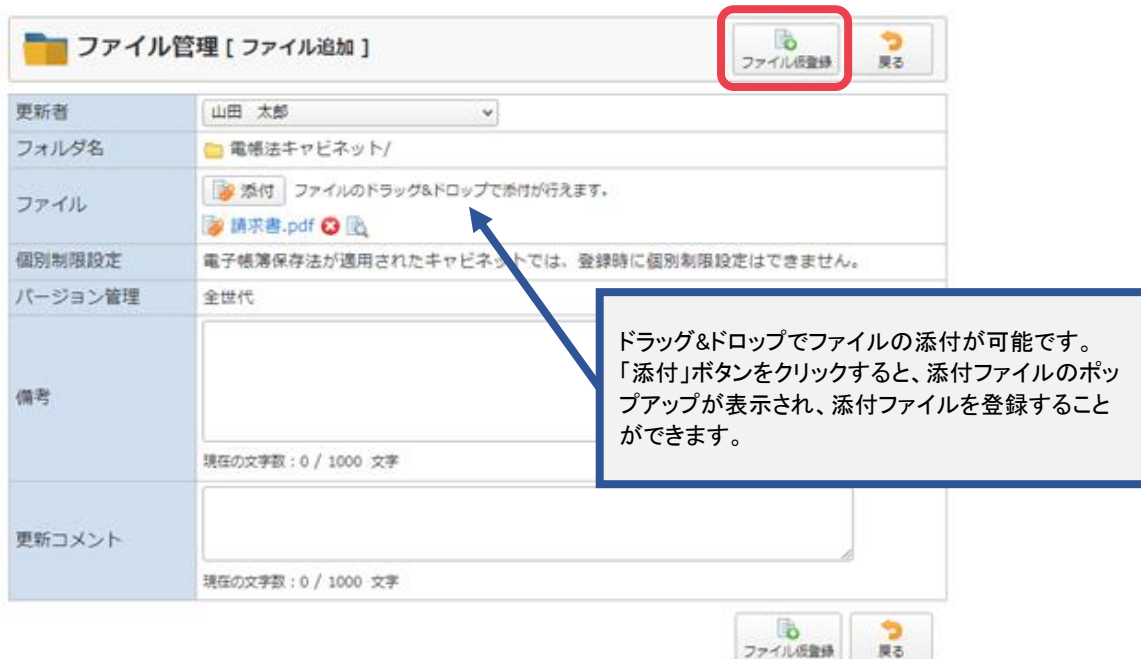 ファイル管理 [ ファイル追加 ]
ファイル仮登録
戻る
更新者
山田　太郎
フォルダ名
電帳法キャビネット/
ファイル
添付
ファイルのドラッグ&ドロップで添付が行えます。
請求書.pdf
個別制限設定
電子帳簿保存法が適用されたキャビネットでは、登録時に個別制限設定はできません。
バージョン管理
全世代
ドラッグ&ドロップでファイルの添付が可能です。
「添付」ボタンをクリックすると、添付ファイルのポッ
プアップが表示され、添付ファイルを登録すること
ができます。
備考
現在の文字数 : 0 / 1000 文字
更新コメント
現在の文字数 : 0 / 1000 文字
ファイル仮登録
戻る